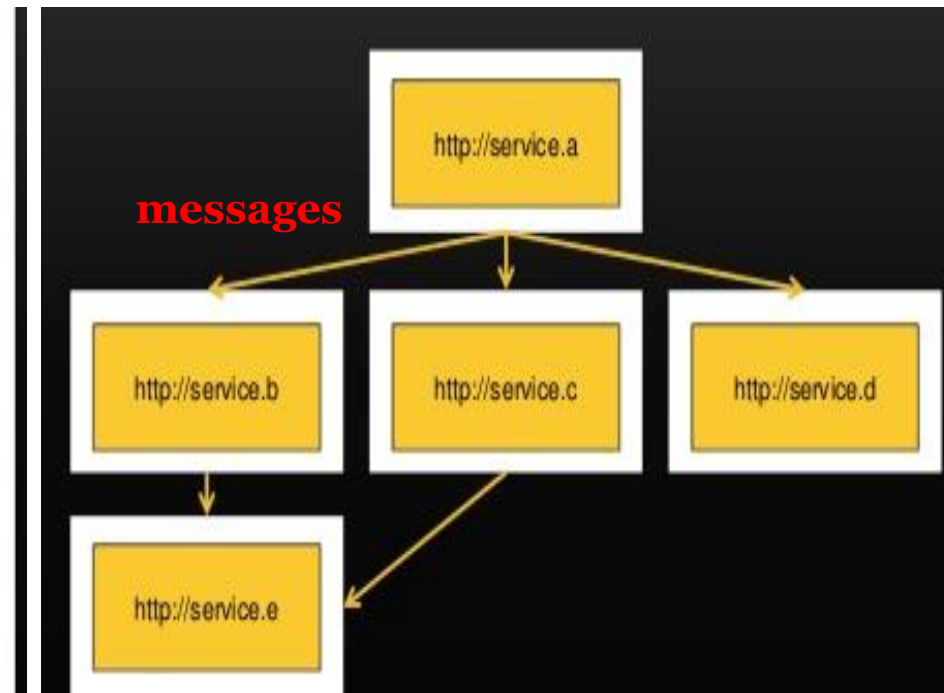 http://service.a
messages
http://service.b
http://service.c
http://service.d
http://service.e